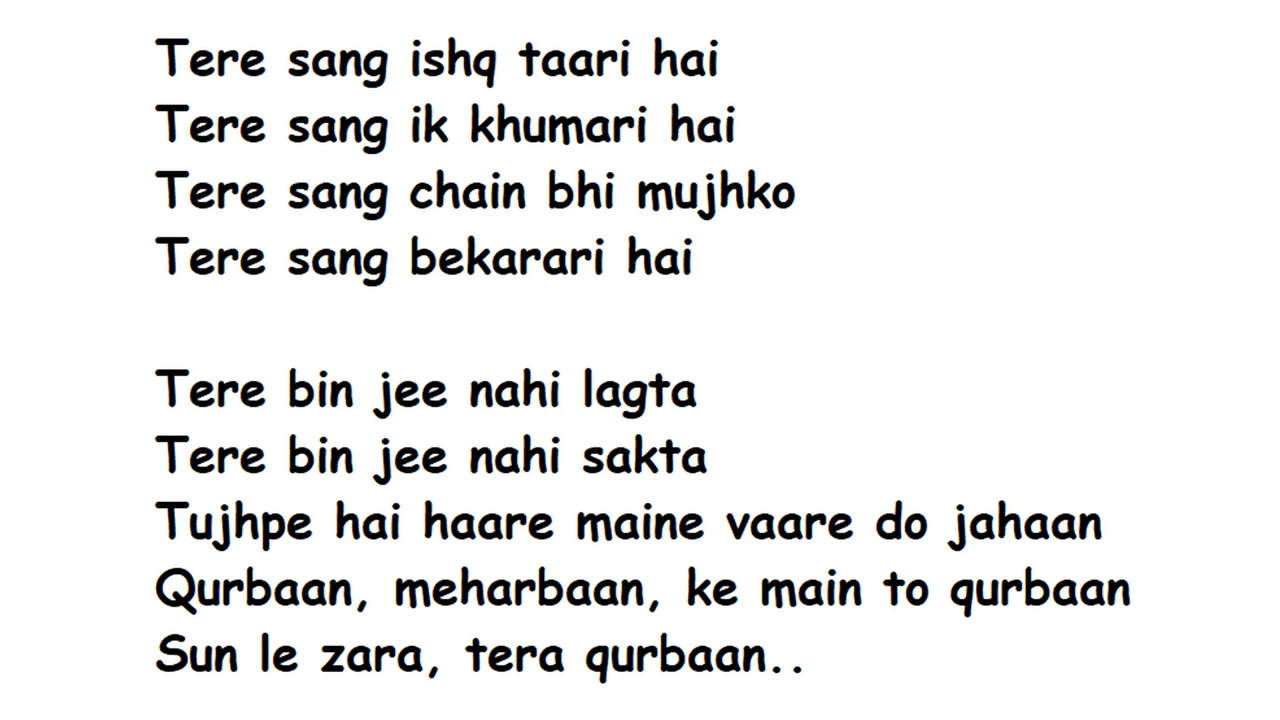 Tere sang ishq taari hai
Tere sang ik khumari hai
Tere sang chain bhi mujhko
Tere sang bekarari hai
Tere bin jee nahi lagta
Tere bin jee nahi sakta
Tujhpe hai haare maine vaare do jahaan
Qurbaan, meharbaan, ke main to qurbaan
Sun le zara, tera qurbaan..